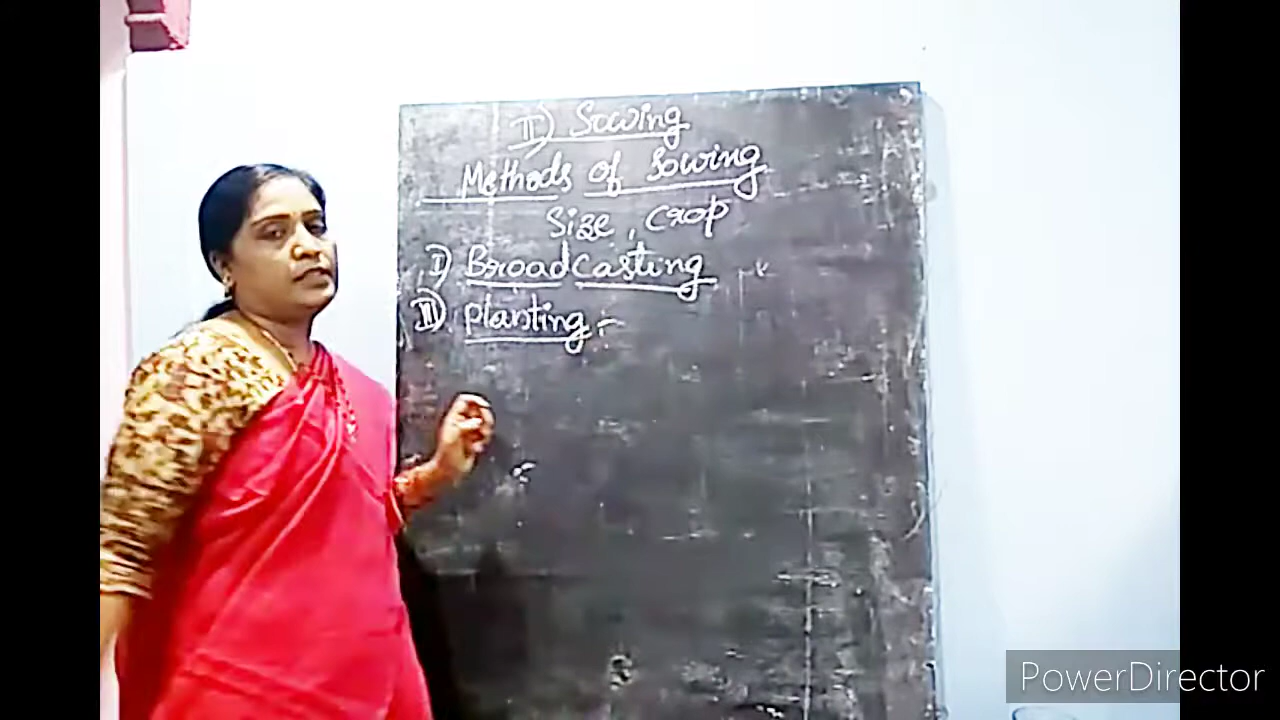 II) Sowing
Methods of Sowing
Size, Crop
I) Broadcasting
II) planting :-
PowerDirector